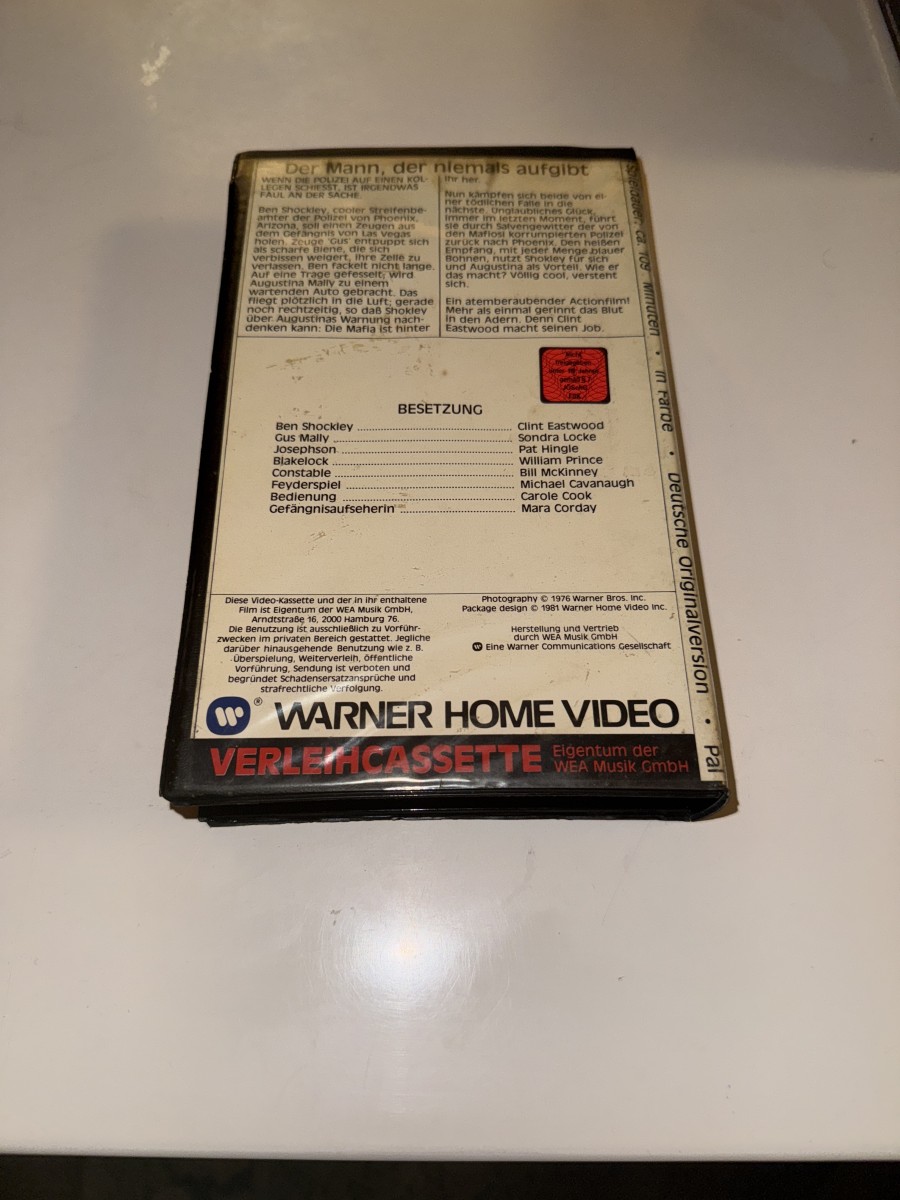 Der Mann, der niemals aufgibt
WENN DIE POLIZEI AUF EINEN KOL-
LEGEN SCHIESST, IST IRGENDWAS
FAUL AN DER SACHE.
Ben Shockley, cooler Streifenbe-
amter der Polizei von Phoenix,
Arizona, soll einen Zeugen aus
dem Gefängnis von Las Vegas
holen. Zeuge 'Gus' entpuppt sich
als scharfe Biene, die sich
verbissen weigert, ihre Zelle zu
verlassen. Ben fackelt nicht lange.
Auf eine Trage gefesselt, wird
Augustina Mally zu einem
wartenden Auto gebracht. Das
fliegt plötzlich in die Luft; gerade
noch rechtzeitig, so daß Shokley
über Augustinas Warnung nach-
denken kann: Die Mafia ist hinter
ihr her.
Nun kämpfen sich beide von ei-
ner tödlichen Falle in die
nächste. Unglaubliches Glück,
immer im letzten Moment, führt
sie durch Salvengewitter der von
den Mafiosi korrumpierten Polizei
zurück nach Phoenix. Den heißen
Empfang, mit jeder Menge blauer
Bohnen, nutzt Shokley für sich
und Augustina als Vorteil. Wie er
das macht? Völlig cool, versteht
sich.
Ein atemberaubender Actionfilm!
Mehr als einmal gerinnt das Blut
in den Adern. Denn Clint
Eastwood macht seinen Job.
Nicht
freigegeben
unter 18 Jahren
FSK
BESETZUNG
Ben Shockley ........ Clint Eastwood
Gus Mally ........ Sondra Locke
Josephson ........ Pat Hingle
Blakelock ........ William Prince
Constable ........ Bill McKinney
Feyderspiel ........ Michael Cavanaugh
Bedienung ........ Carole Cook
Gefängnisaufseherin ........ Mara Corday
Diese Video-Kassette und der in ihr enthaltene
Film ist Eigentum der WEA Musik GmbH,
Arndtstraße 16, 2000 Hamburg 76.
Die Benutzung ist ausschließlich zu Vorführ-
zwecken im privaten Bereich gestattet. Jegliche
darüber hinausgehende Benutzung wie z. B.
Überspielung, Weiterverleih, öffentliche
Vorführung, Sendung ist verboten und
begründet Schadensersatzansprüche und
strafrechtliche Verfolgung.
Photography © 1976 Warner Bros. Inc.
Package design © 1981 Warner Home Video Inc.
Herstellung und Vertrieb
durch WEA Musik GmbH
Eine Warner Communications Gesellschaft
® WARNER HOME VIDEO
VERLEIHCASSETTE
Eigentum der
WEA Musik GmbH
Spieldauer: ca. 109 Minuten • in Farbe • Deutsche Originalversion • Pal